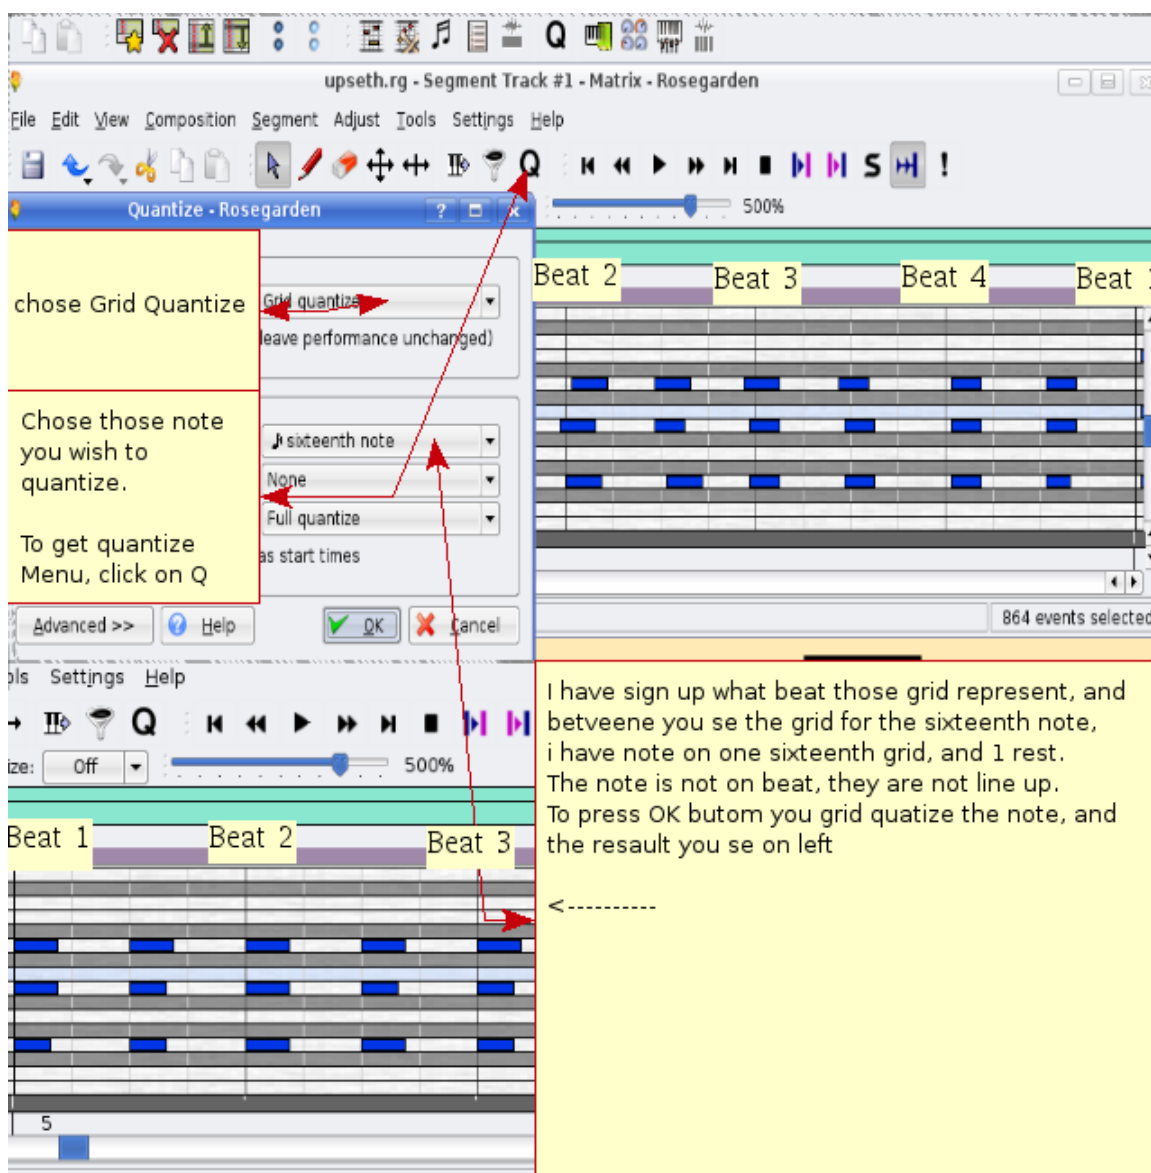 Q
upseth.rg - Segment Track #1 - Matrix - Rosegarden
File Edit View Composition Segment Adjust Tools Settings Help
Q S !
Quantize - Rosegarden ?
500%
Beat 2 Beat 3 Beat 4 Beat 1
chose Grid Quantize
Grid quantize
leave performance unchanged)
Chose those note
you wish to
quantize.
To get quantize
Menu, click on Q
sixteenth note
None
Full quantize
as start times
Advanced >> Help OK Cancel
864 events selected
ols Settings Help
Q
ize: Off 500%
Beat 1 Beat 2 Beat 3
5
I have sign up what beat those grid represent, and
betveene you se the grid for the sixteenth note,
i have note on one sixteenth grid, and 1 rest.
The note is not on beat, they are not line up.
To press OK butom you grid quatize the note, and
the resault you se on left
<----------